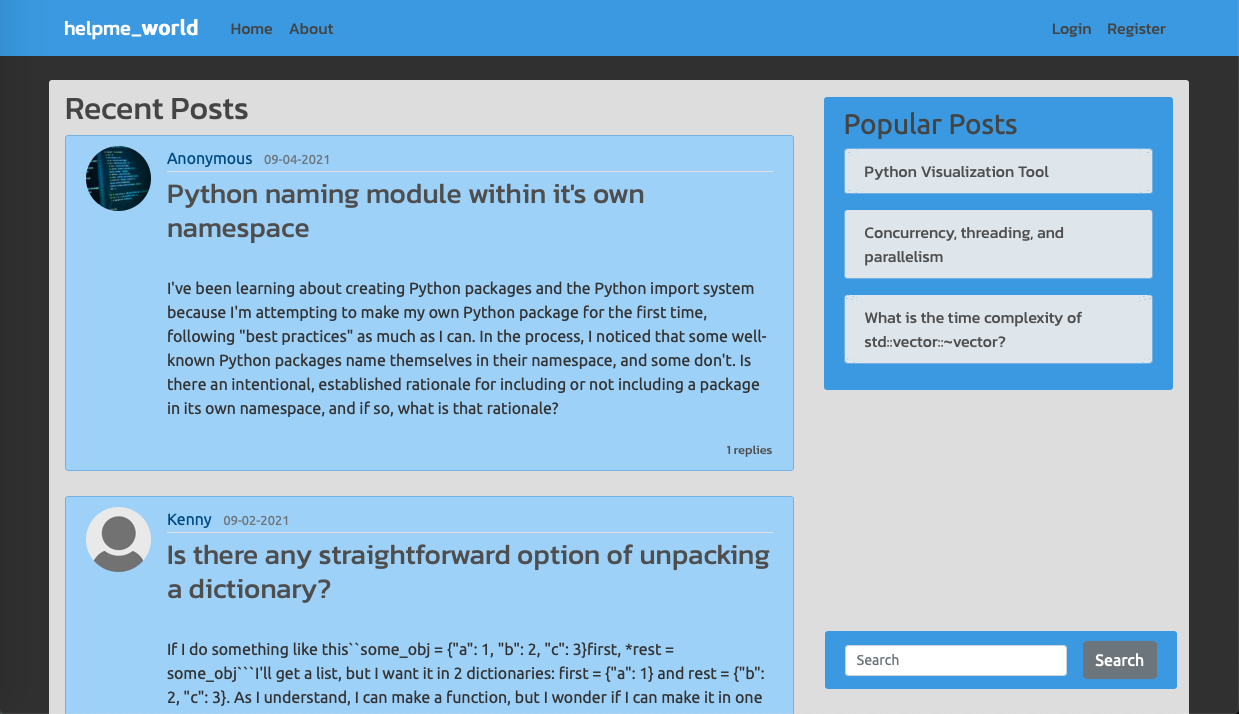 helpme_world Home About Login Register
Recent Posts
Anonymous 09-04-2021
Python naming module within it's own
namespace
I've been learning about creating Python packages and the Python import system
because I'm attempting to make my own Python package for the first time,
following "best practices" as much as I can. In the process, I noticed that some well-
known Python packages name themselves in their namespace, and some don't. Is
there an intentional, established rationale for including or not including a package
in its own namespace, and if so, what is that rationale?
1 replies
Kenny 09-02-2021
Is there any straightforward option of unpacking
a dictionary?
If I do something like this``some_obj = {"a": 1, "b": 2, "c": 3}first, *rest =
some_obj```I'll get a list, but I want it in 2 dictionaries: first = {"a": 1} and rest = {"b":
2, "c": 3}. As I understand, I can make a function, but I wonder if I can make it in one
Popular Posts
Python Visualization Tool
Concurrency, threading, and
parallelism
What is the time complexity of
std::vector::~vector?
Search Search